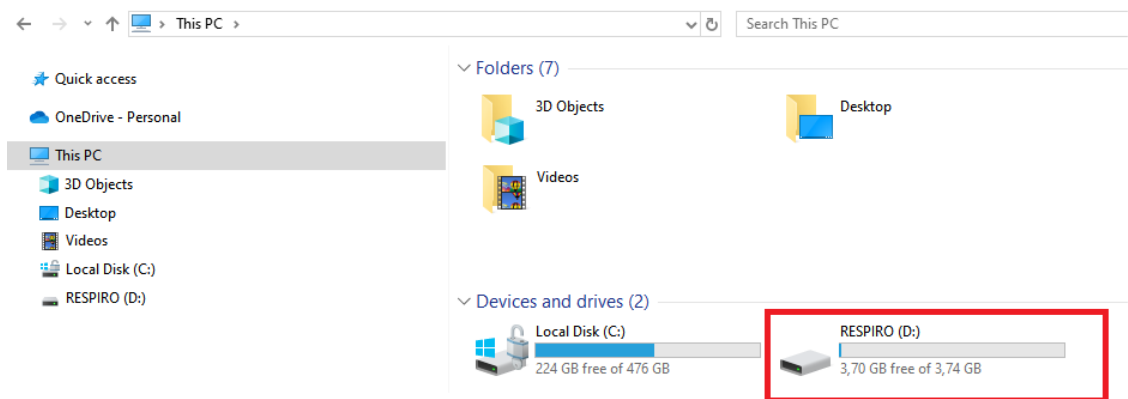 This PC
Search This PC
Quick access
OneDrive - Personal
This PC
3D Objects
Desktop
Videos
Local Disk (C:)
RESPIRO (D:)
Folders (7)
3D Objects
Desktop
Videos
Devices and drives (2)
Local Disk (C:)
224 GB free of 476 GB
RESPIRO (D:)
3,70 GB free of 3,74 GB